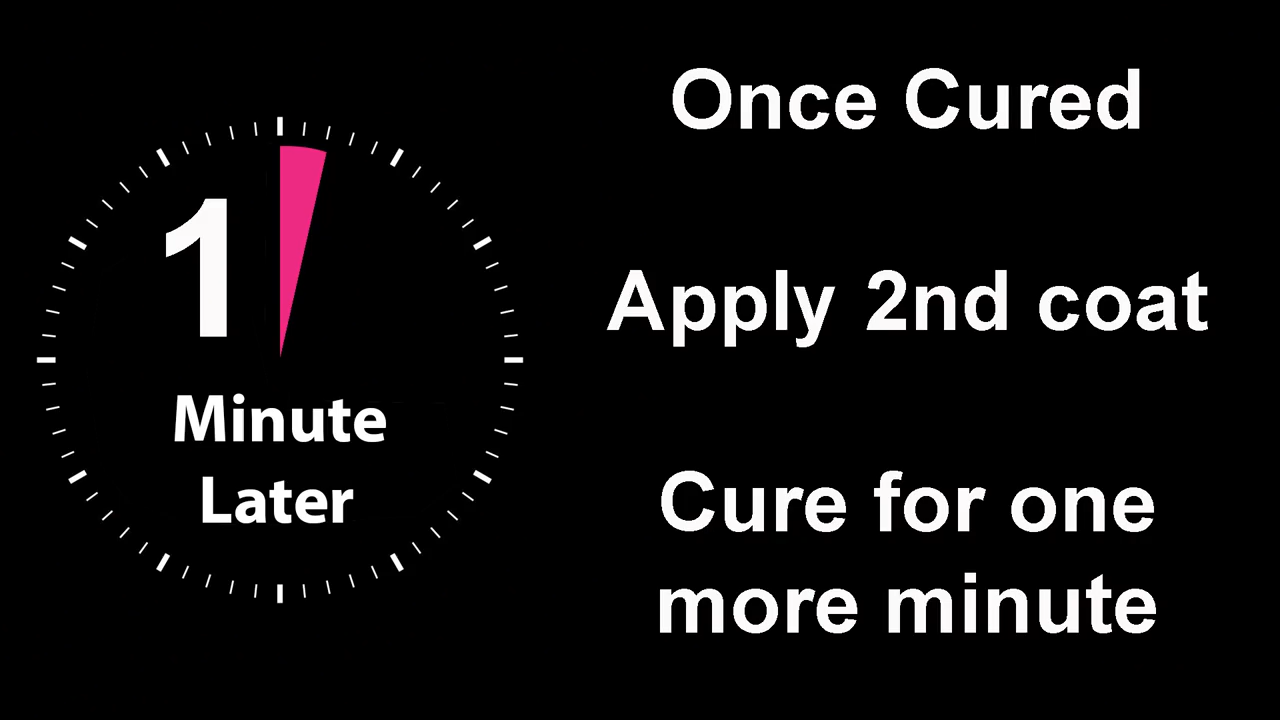 1
Minute
Later
Once Cured
Apply 2nd coat
Cure for one
more minute